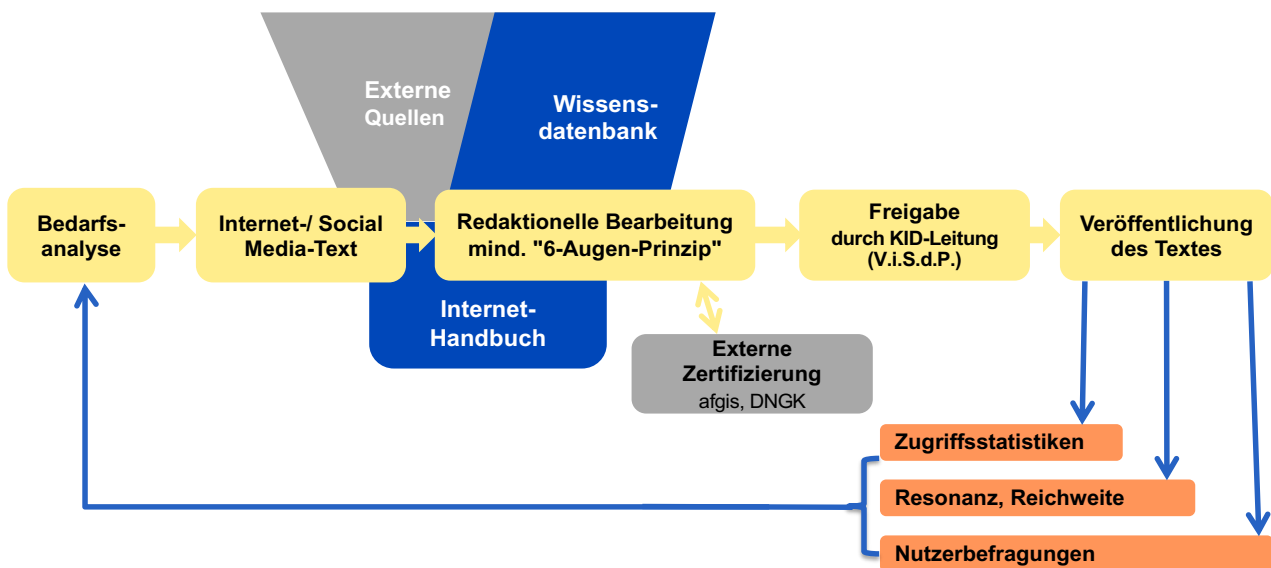 Externe
Quellen
Wissens-
datenbank
Bedarfs-
analyse
Internet-/ Social
Media-Text
Redaktionelle Bearbeitung
mind. "6-Augen-Prinzip"
Freigabe
durch KID-Leitung
(V.i.S.d.P.)
Veröffentlichung
des Textes
Internet-
Handbuch
Externe
Zertifizierung
afgis, DNGK
Zugriffsstatistiken
Resonanz, Reichweite
Nutzerbefragungen